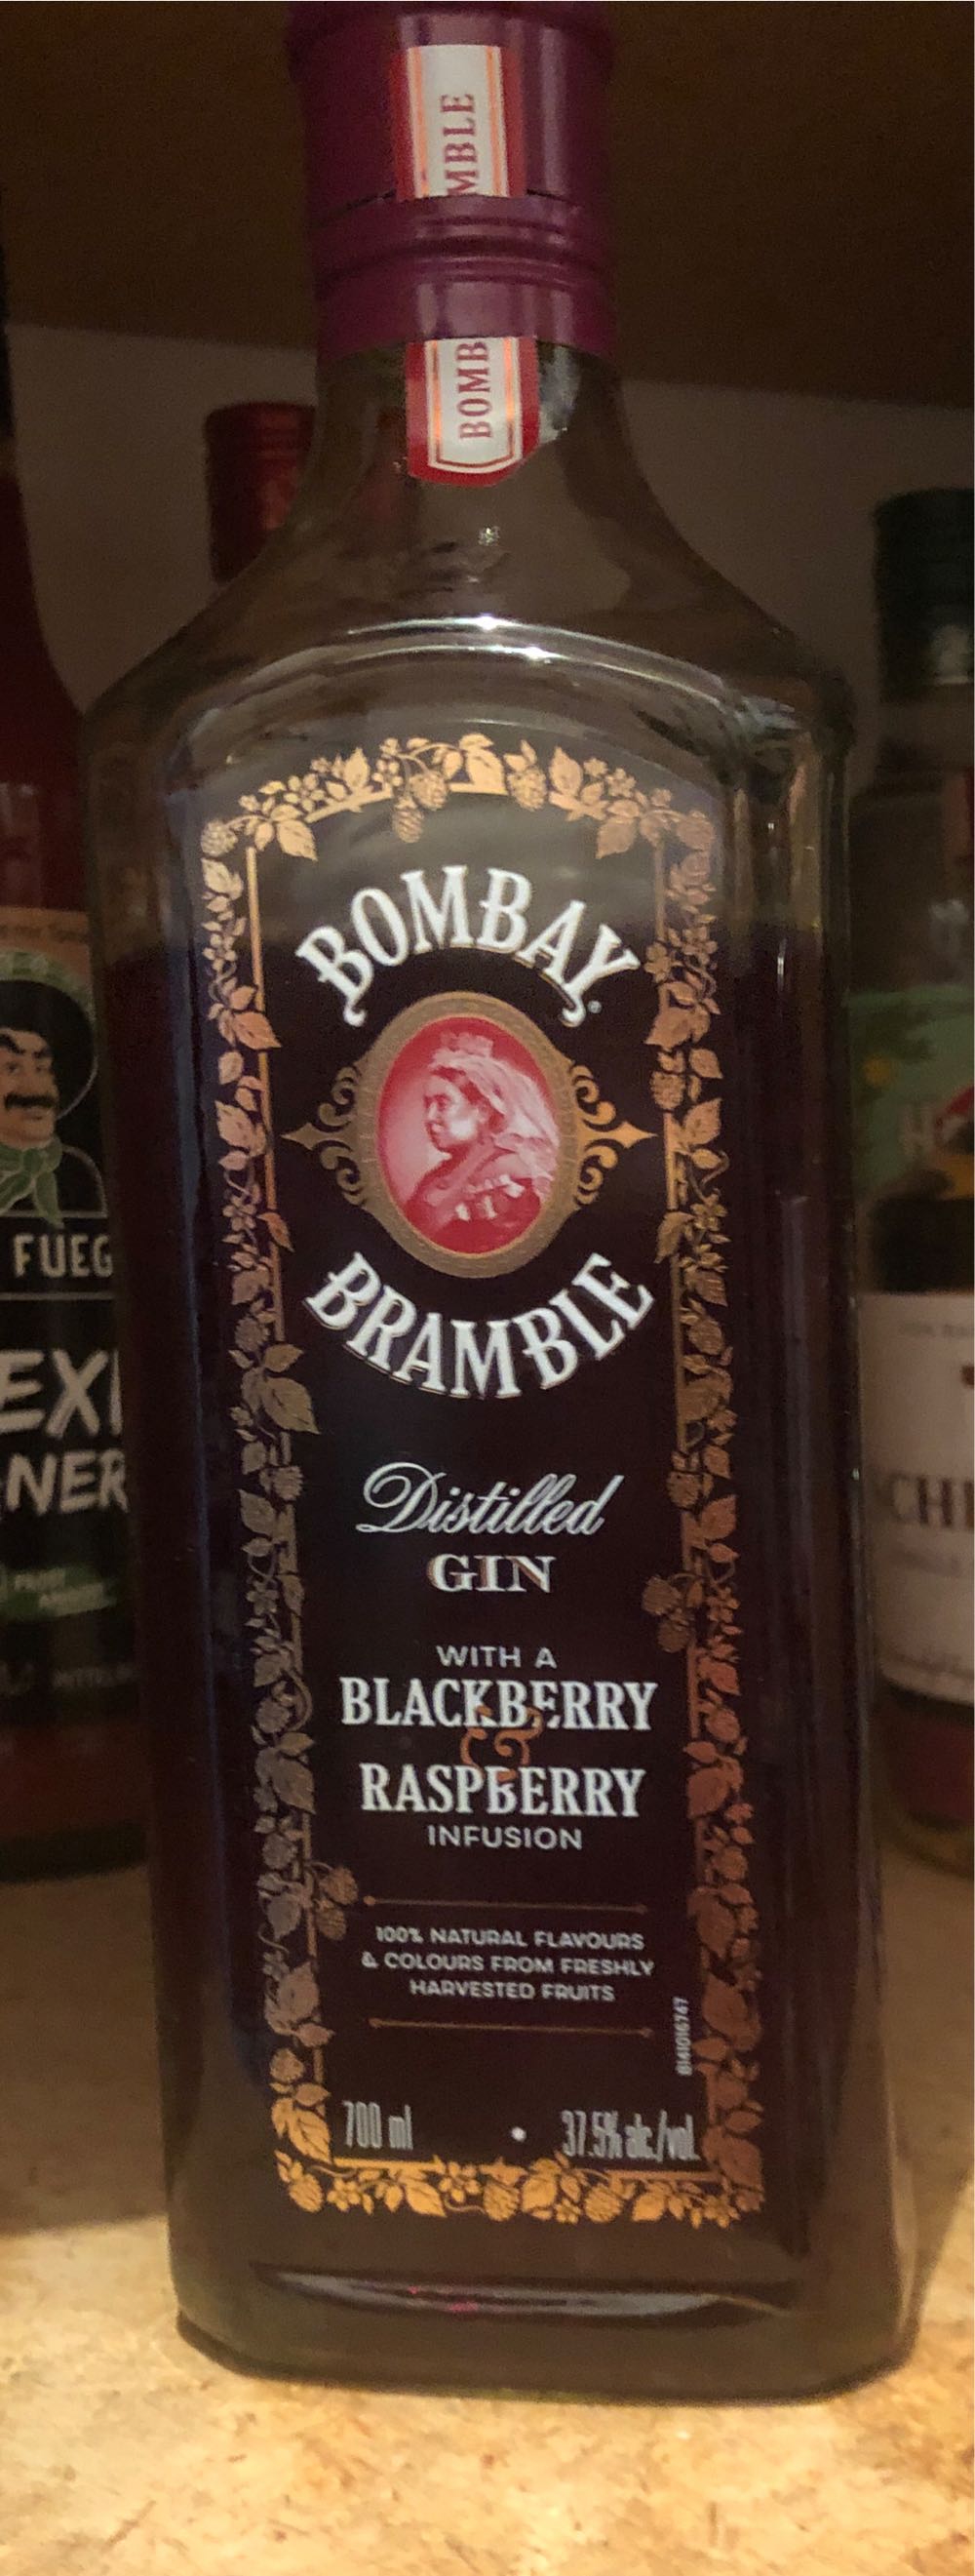 MBLE
BOMB
BOMBAY
BRAMBLE
Distilled
GIN
WITH A
BLACKBERRY
&
RASPBERRY
INFUSION
100% NATURAL FLAVOURS
& COLOURS FROM FRESHLY
HARVESTED FRUITS
700 ml • 37.5% alc./vol.
FUEG
EXI
NER
CH